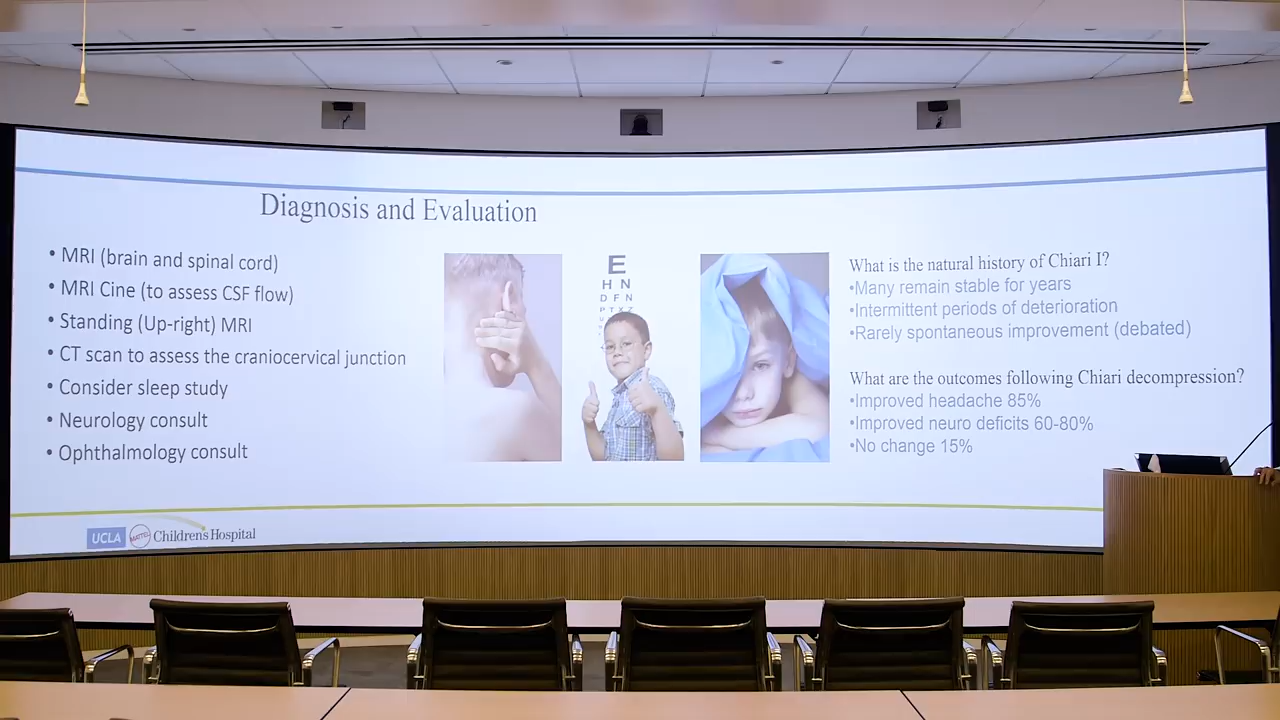 Diagnosis and Evaluation
• MRI (brain and spinal cord)
• MRI Cine (to assess CSF flow)
• Standing (Up-right) MRI
• CT scan to assess the craniocervical junction
• Consider sleep study
• Neurology consult
• Ophthalmology consult
E
H N
D F N
P T X Z
What is the natural history of Chiari I?
•Many remain stable for years
•Intermittent periods of deterioration
•Rarely spontaneous improvement (debated)
What are the outcomes following Chiari decompression?
•Improved headache 85%
•Improved neuro deficits 60-80%
•No change 15%
UCLA Mattel Children's Hospital